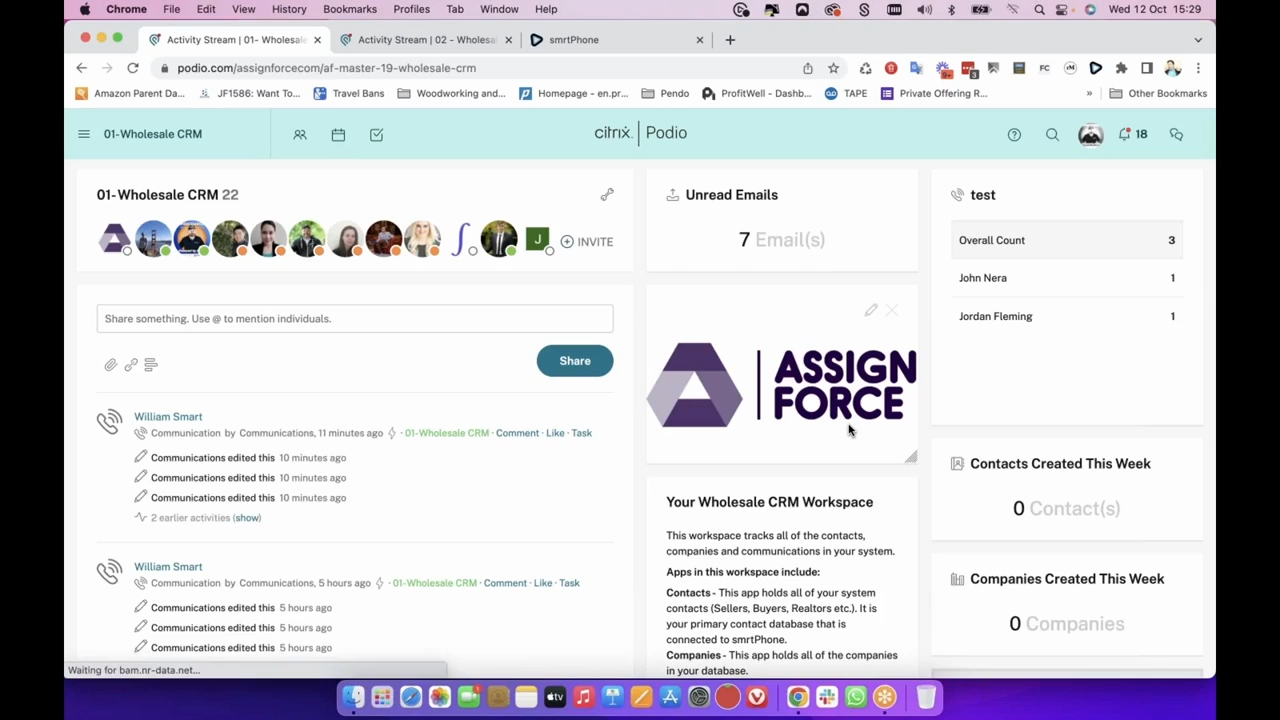 Chrome File Edit View History Bookmarks Profiles Tab Window Help Wed 12 Oct 15:29
Activity Stream | 01- Wholesale
Activity Stream | 02 - Wholesal
smrtPhone
podio.com/assignforcecom/af-master-19-wholesale-crm
Amazon Parent Da... JF1586: Want To... Travel Bans Woodworking and... Homepage - en.pr... Pendo ProfitWell - Dashb... TAPE Private Offering R... » Other Bookmarks
01-Wholesale CRM
citrix | Podio
18
01-Wholesale CRM 22
J
INVITE
Share something. Use @ to mention individuals.
Share
William Smart
Communication by Communications, 11 minutes ago · 01-Wholesale CRM · Comment · Like · Task
Communications edited this 10 minutes ago
Communications edited this 10 minutes ago
Communications edited this 10 minutes ago
2 earlier activities (show)
William Smart
Communication by Communications, 5 hours ago · 01-Wholesale CRM · Comment · Like · Task
Communications edited this 5 hours ago
Communications edited this 5 hours ago
Communications edited this 5 hours ago
Waiting for bam.nr-data.net...
Unread Emails
7 Email(s)
ASSIGN
FORCE
Your Wholesale CRM Workspace
This workspace tracks all of the contacts,
companies and communications in your system.
Apps in this workspace include:
Contacts - This app holds all of your system
contacts (Sellers, Buyers, Realtors etc.). It is
your primary contact database that is
connected to smrtPhone.
Companies - This app holds all of the companies
in your database.
test
Overall Count 3
John Nera 1
Jordan Fleming 1
Contacts Created This Week
0 Contact(s)
Companies Created This Week
0 Companies